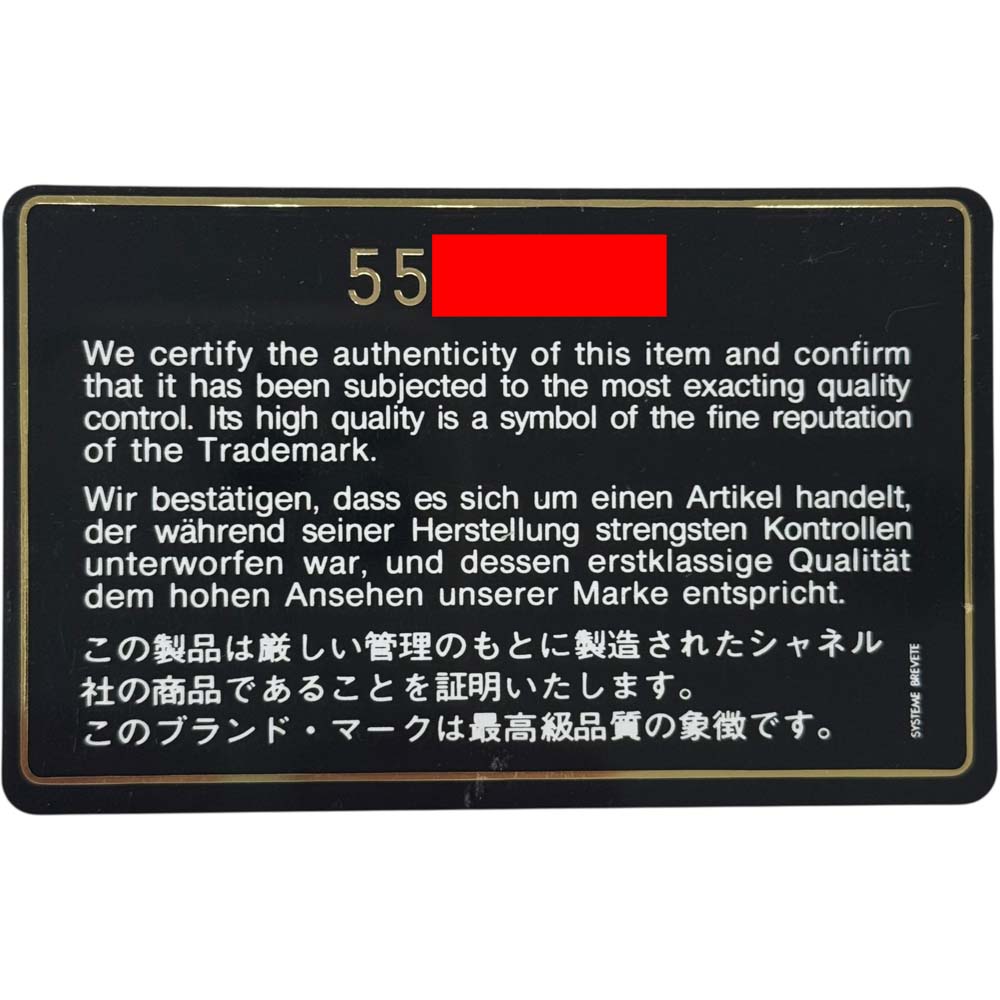 55
We certify the authenticity of this item and confirm
that it has been subjected to the most exacting quality
control. Its high quality is a symbol of the fine reputation
of the Trademark.
Wir bestätigen, dass es sich um einen Artikel handelt,
der während seiner Herstellung strengsten Kontrollen
unterworfen war, und dessen erstklassige Qualität
dem hohen Ansehen unserer Marke entspricht.
この製品は厳しい管理のもとに製造されたシャネル
社の商品であることを証明いたします。
このブランド・マークは最高級品質の象徴です。
SYSTEME BREVETE